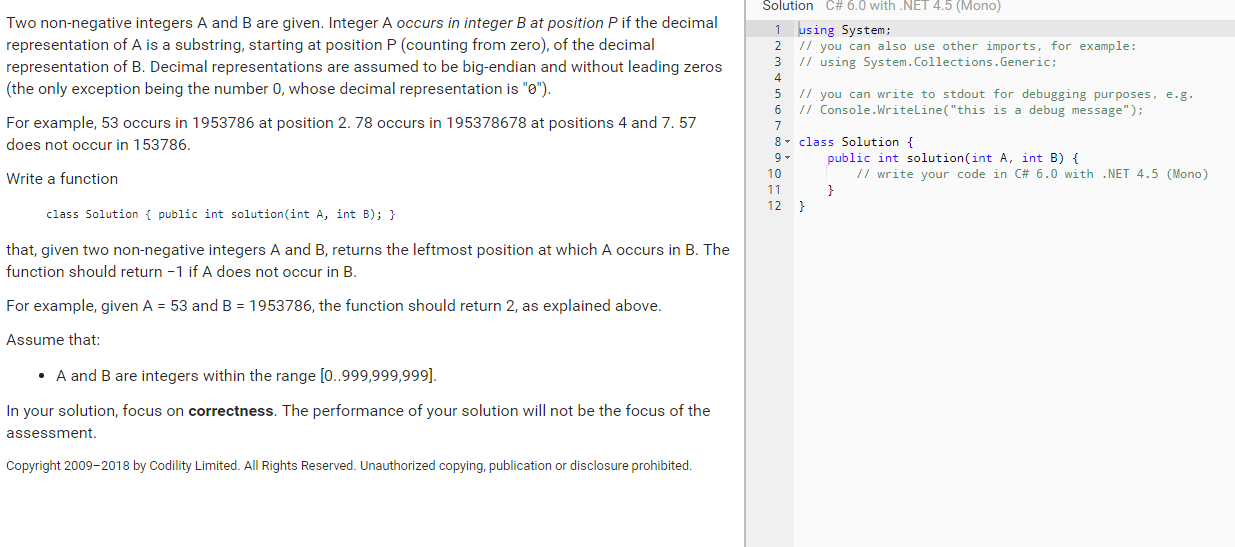 Two non-negative integers A and B are given. Integer A occurs in integer B at position P if the decimal
representation of A is a substring, starting at position P (counting from zero), of the decimal
representation of B. Decimal representations are assumed to be big-endian and without leading zeros
(the only exception being the number 0, whose decimal representation is "0").
For example, 53 occurs in 1953786 at position 2. 78 occurs in 195378678 at positions 4 and 7. 57
does not occur in 153786.
Write a function
class Solution { public int solution(int A, int B); }
that, given two non-negative integers A and B, returns the leftmost position at which A occurs in B. The
function should return −1 if A does not occur in B.
For example, given A = 53 and B = 1953786, the function should return 2, as explained above.
Assume that:
• A and B are integers within the range [0..999,999,999].
In your solution, focus on correctness. The performance of your solution will not be the focus of the
assessment.
Copyright 2009–2018 by Codility Limited. All Rights Reserved. Unauthorized copying, publication or disclosure prohibited.
Solution C# 6.0 with .NET 4.5 (Mono)
1 using System;
2 // you can also use other imports, for example:
3 // using System.Collections.Generic;
4
5 // you can write to stdout for debugging purposes, e.g.
6 // Console.WriteLine("this is a debug message");
7
8 class Solution {
9 public int solution(int A, int B) {
10 // write your code in C# 6.0 with .NET 4.5 (Mono)
11 }
12 }